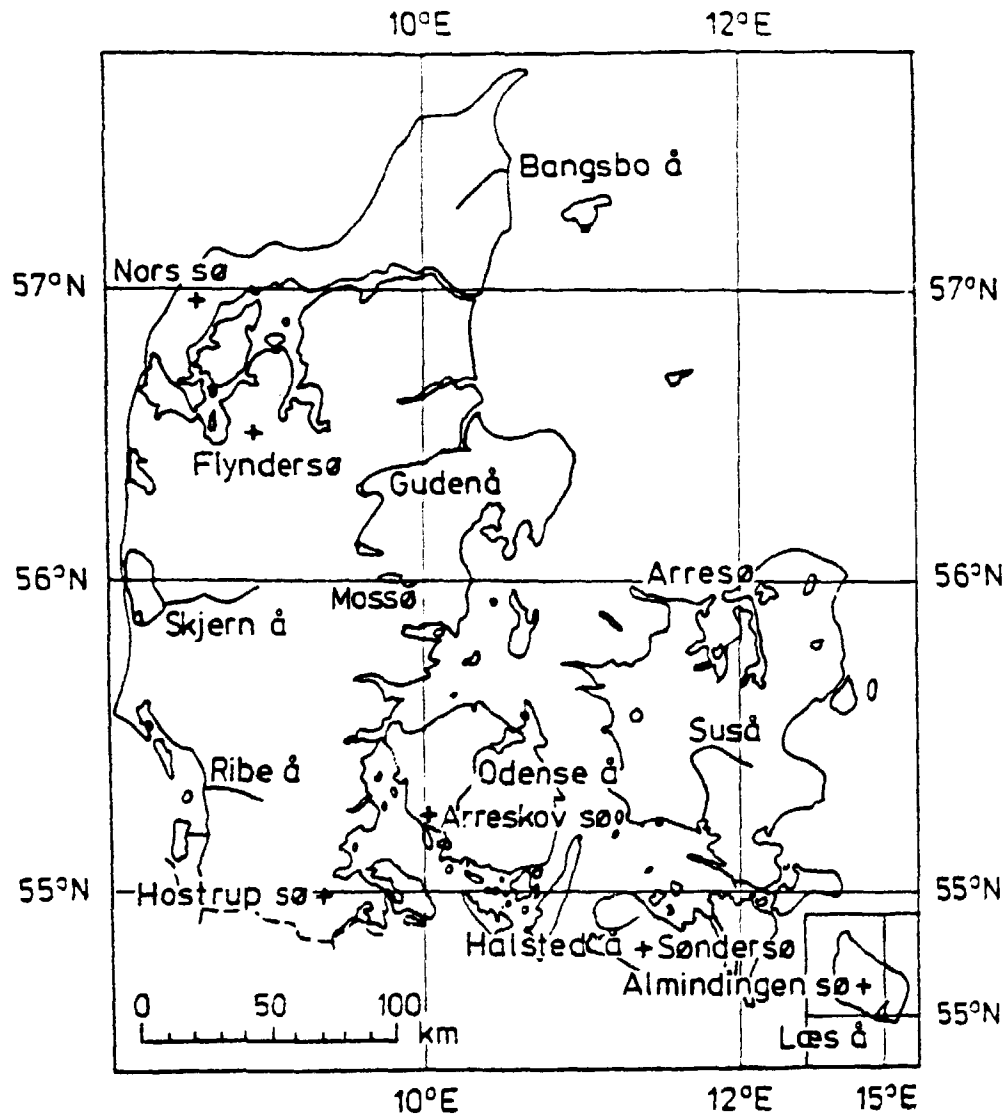 10°E 12°E
Bangsbo å
Nors sø
57°N 57°N
Flyndersø
Gudenå
56°N 56°N
Arresø
Mossø
Skjern å
Suså
Ribe å
Odense å
Arreskov sø
55°N 55°N
Hostrup sø
Halsted å Søndersø
Almindingen sø
0 50 100
km
55°N
Læs å
10°E 12°E 15°E